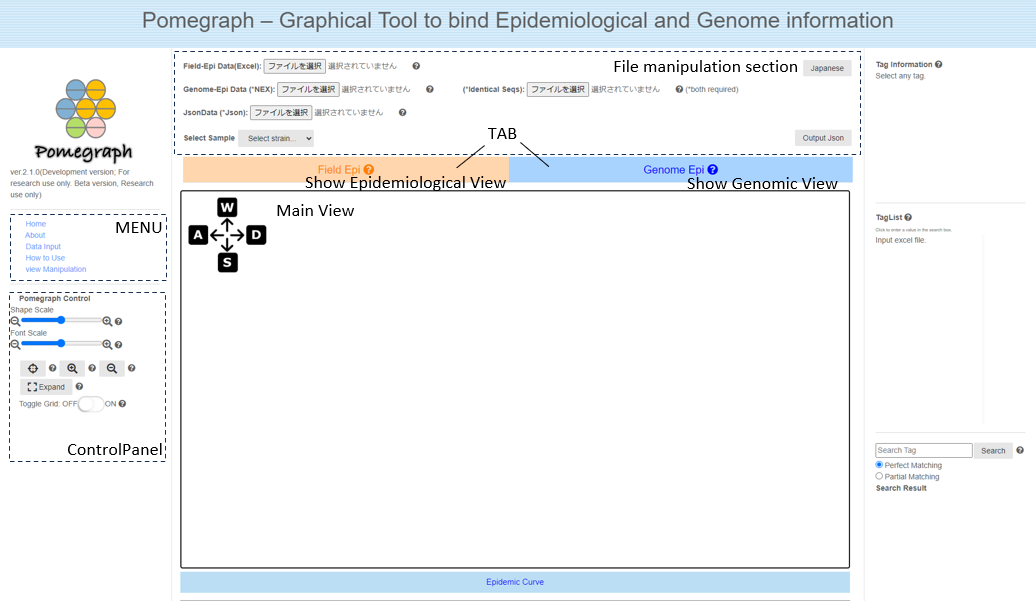 Pomegraph – Graphical Tool to bind Epidemiological and Genome information
Pomegraph
ver.2.1.0(Development version; For
research use only. Beta version, Research
use only)
MENU
Home
About
Data Input
How to Use
view Manipulation
Pomegraph Control
Shape Scale
Font Scale
Expand
Toggle Grid: OFF ON
ControlPanel
File manipulation section
Field-Epi Data(Excel): ファイルを選択 選択されていません
Japanese
Genome-Epi Data (*NEX): ファイルを選択 選択されていません (*Identical Seqs): ファイルを選択 選択されていません (*both required)
JsonData (*Json): ファイルを選択 選択されていません
Select Sample Select strain...
Output Json
TAB
Field Epi
Genome Epi
Show Epidemiological View
Show Genomic View
Main View
W
A
D
S
Epidemic Curve
Tag Information
Select any tag.
TagList
Click to enter a value in the search box.
Input excel file.
Search Tag
Search
Perfect Matching
Partial Matching
Search Result